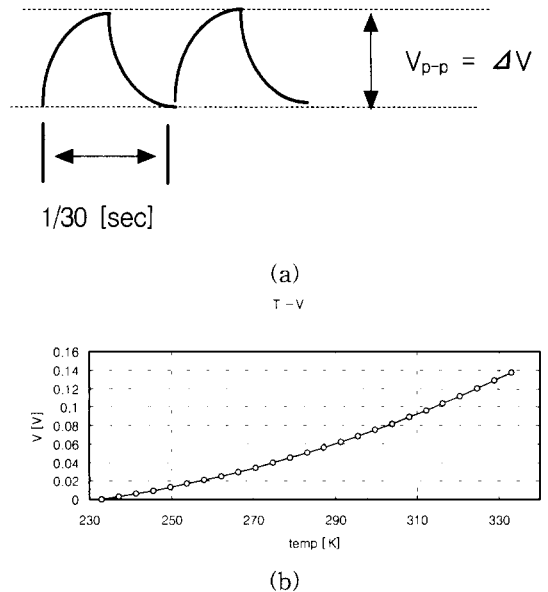 V_p-p = ΔV
1/30 [sec]
(a)
T - V
V [V]
0.16
0.14
0.12
0.1
0.08
0.06
0.04
0.02
0
230 250 270 290 310 330
temp [K]
(b)